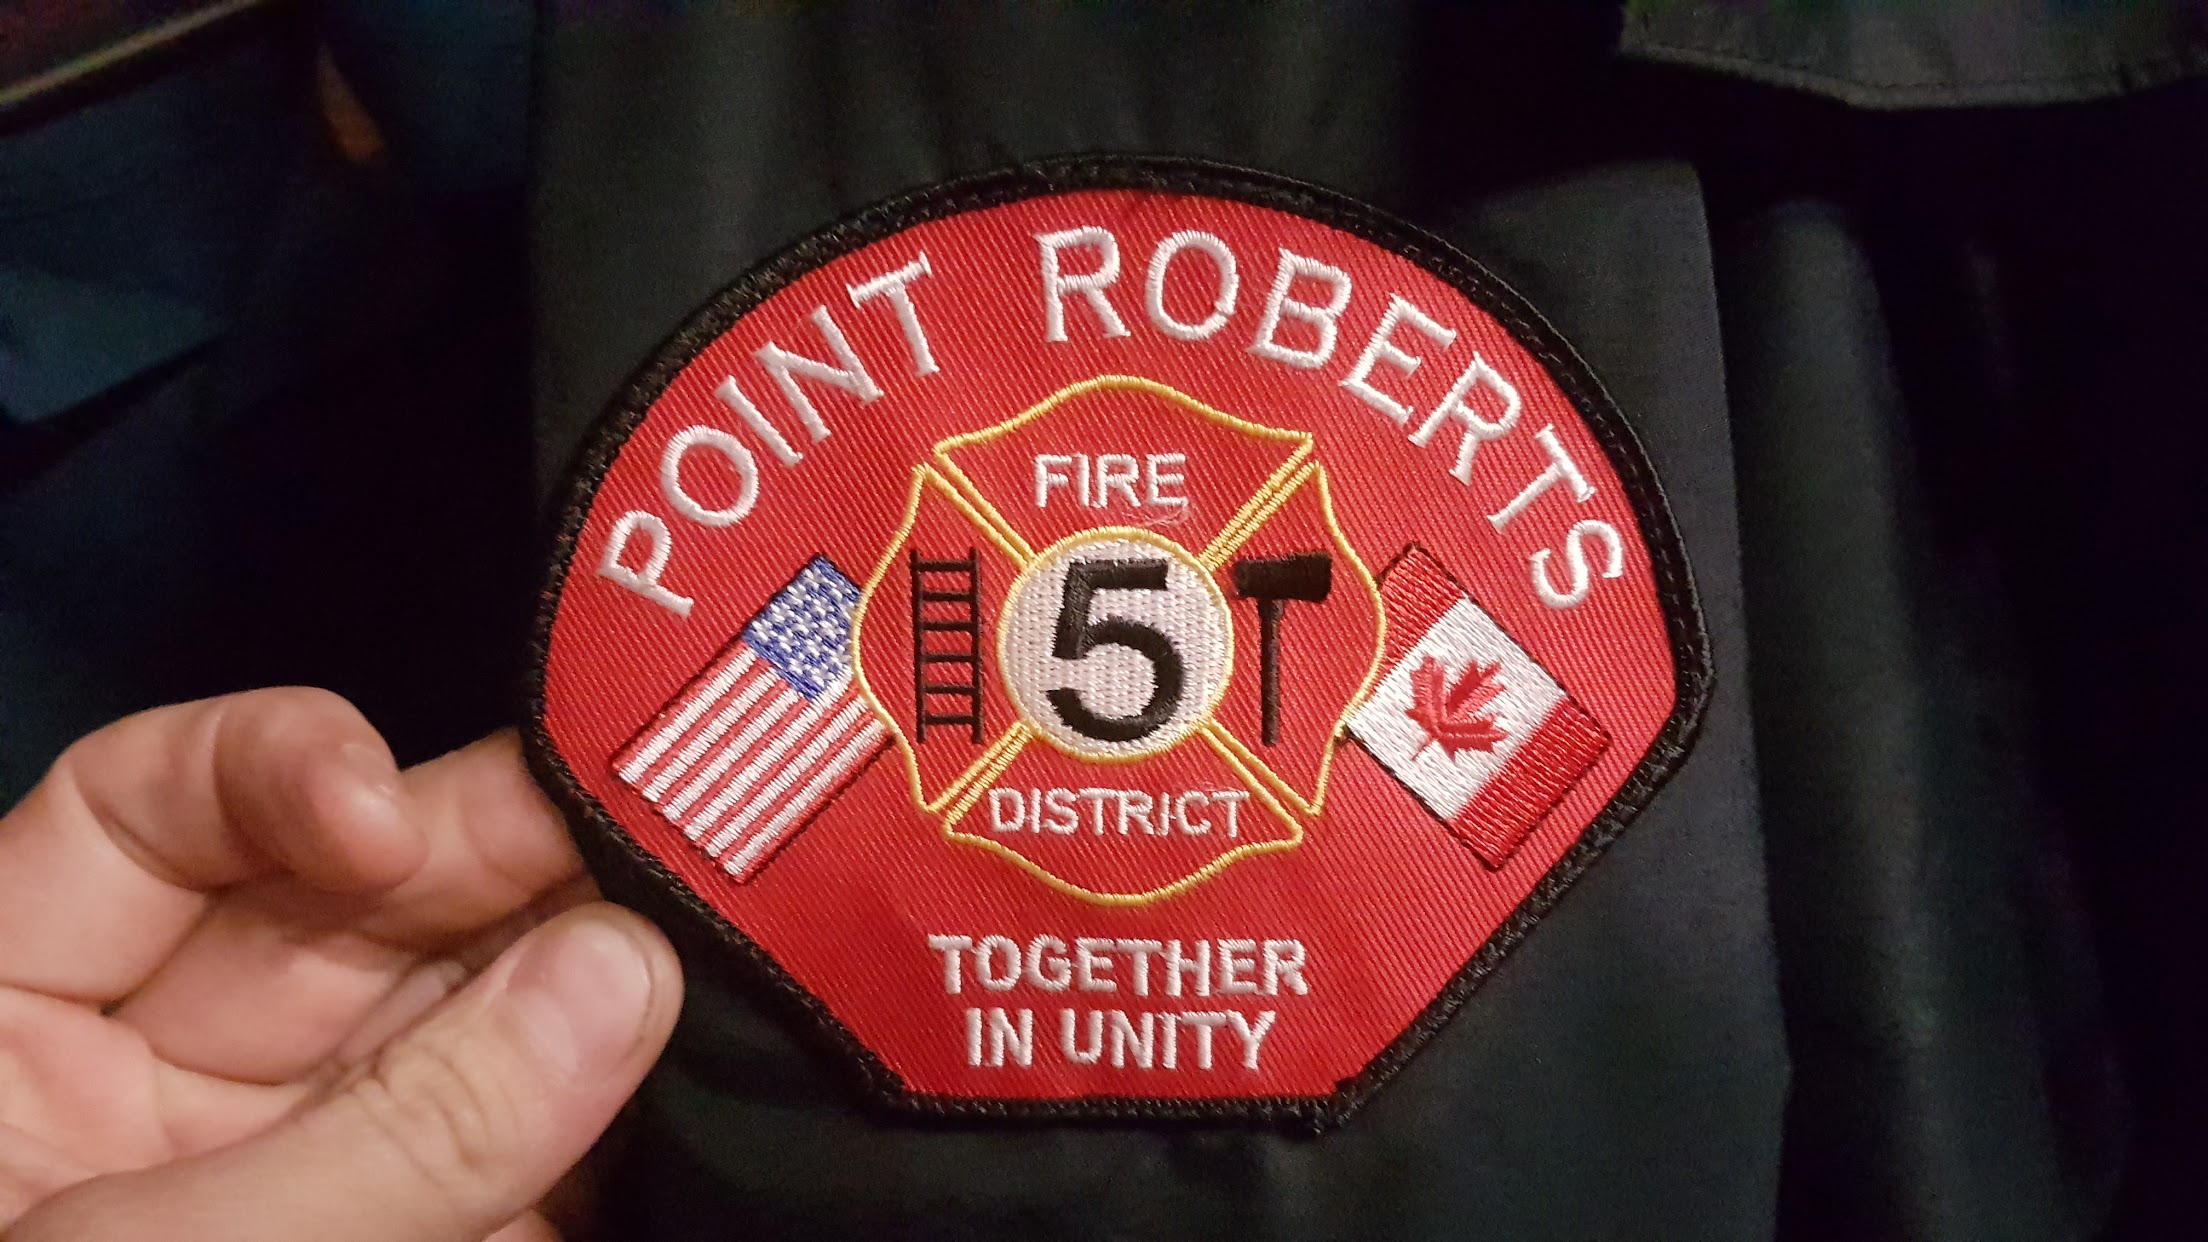 POINT ROBERTS
FIRE
5
DISTRICT
TOGETHER
IN UNITY